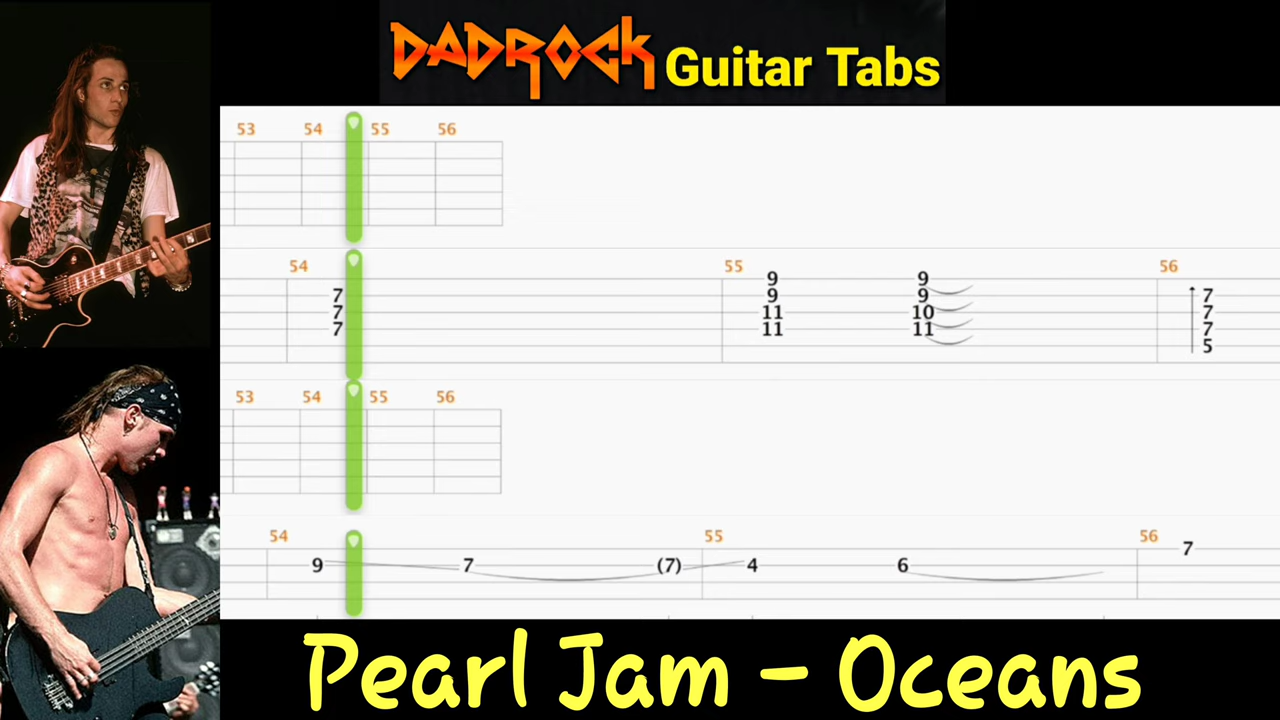 DADROCK Guitar Tabs
53 54 55 56
54 55 56
9 9
7 9 9 7
7 11 10 7
7 11 11 7
5
53 54 55 56
54 55 56
7
9 7 (7) 4 6
Pearl Jam - Oceans